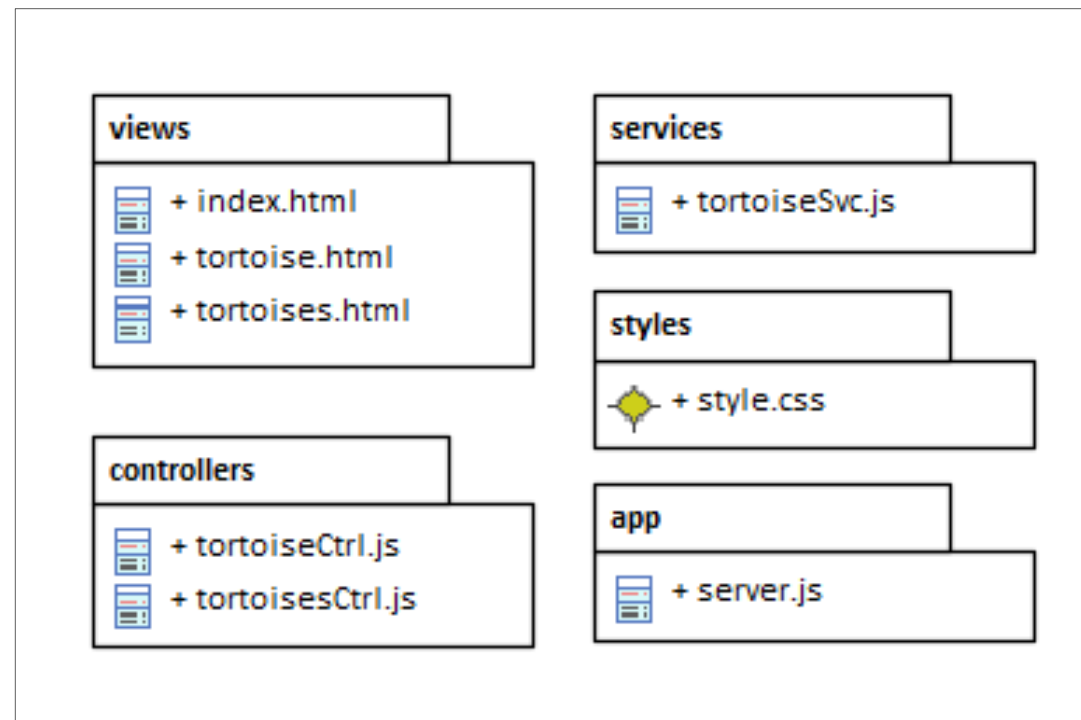 views
+ index.html
+ tortoise.html
+ tortoises.html
controllers
+ tortoiseCtrl.js
+ tortoisesCtrl.js
services
+ tortoiseSvc.js
styles
+ style.css
app
+ server.js